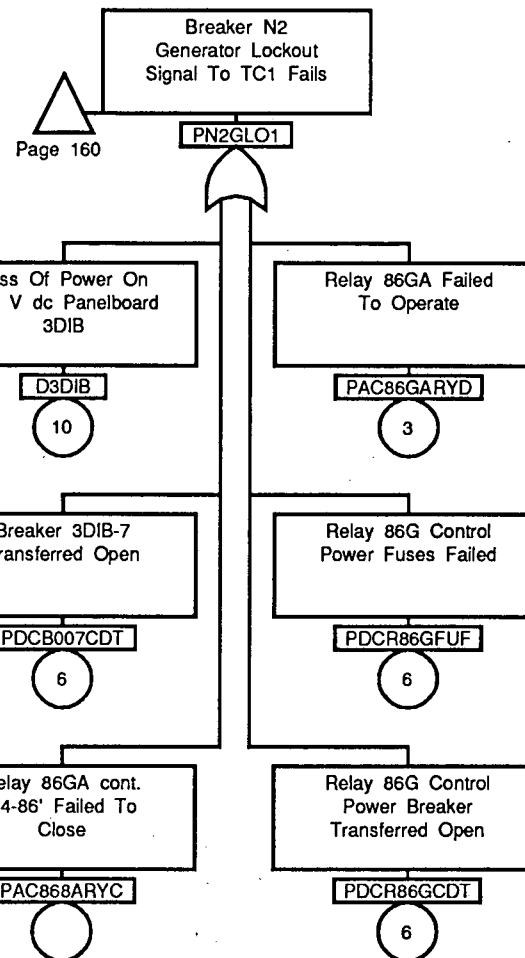 Breaker N2
Generator Lockout
Signal To TC1 Fails
Page 160
PN2GLO1
ss Of Power On
V dc Panelboard
3DIB
D3DIB
10
Relay 86GA Failed
To Operate
PAC86GARYD
3
Breaker 3DIB-7
ransferred Open
PDCB007CDT
6
Relay 86G Control
Power Fuses Failed
PDCR86GFUF
6
elay 86GA cont.
4-86' Failed To
Close
PAC868ARYC
Relay 86G Control
Power Breaker
Transferred Open
PDCR86GCDT
6